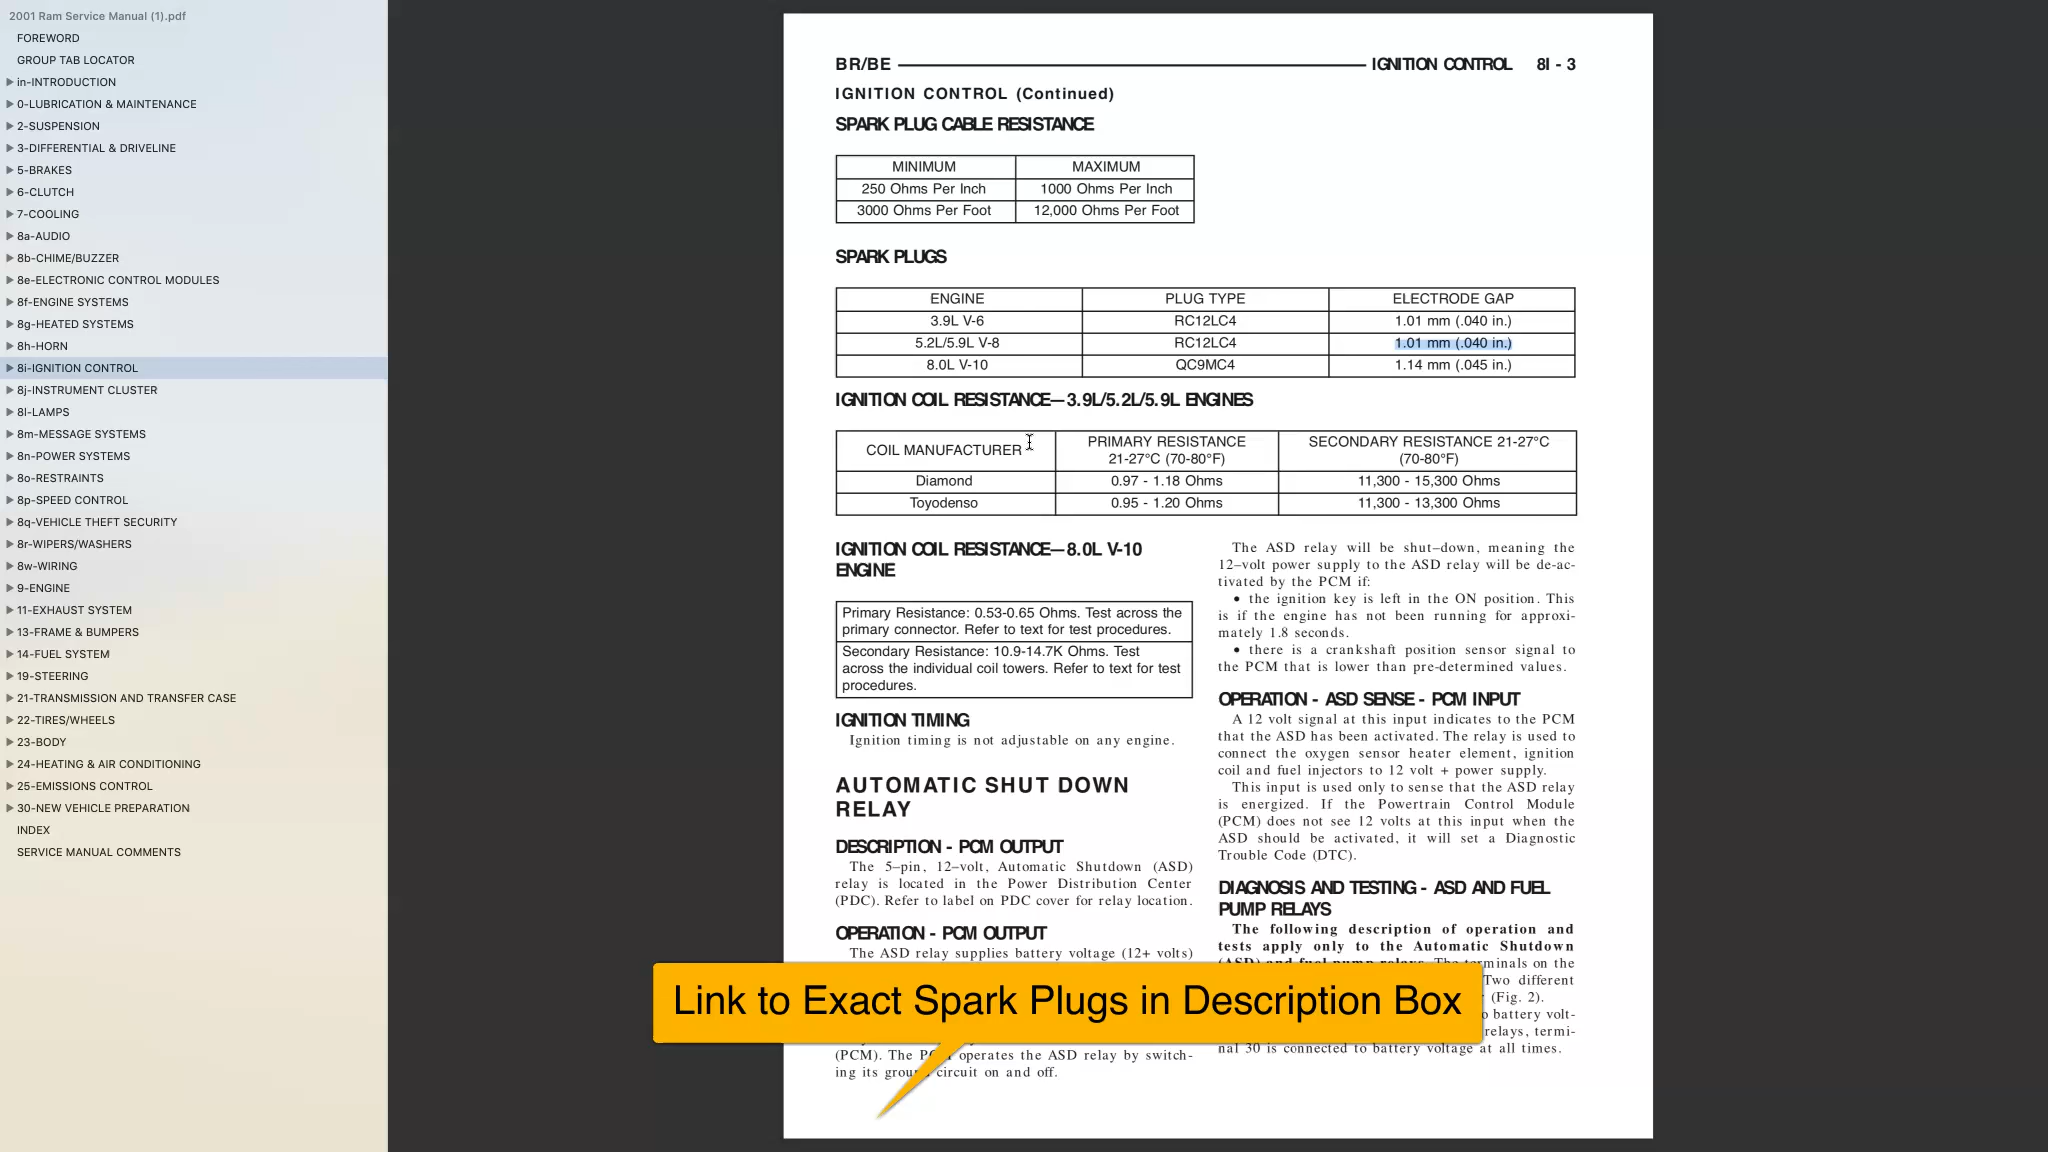 2001 Ram Service Manual (1).pdf
FOREWORD
GROUP TAB LOCATOR
in-INTRODUCTION
0-LUBRICATION & MAINTENANCE
2-SUSPENSION
3-DIFFERENTIAL & DRIVELINE
5-BRAKES
6-CLUTCH
7-COOLING
8a-AUDIO
8b-CHIME/BUZZER
8e-ELECTRONIC CONTROL MODULES
8f-ENGINE SYSTEMS
8g-HEATED SYSTEMS
8h-HORN
8i-IGNITION CONTROL
8j-INSTRUMENT CLUSTER
8l-LAMPS
8m-MESSAGE SYSTEMS
8n-POWER SYSTEMS
8o-RESTRAINTS
8p-SPEED CONTROL
8q-VEHICLE THEFT SECURITY
8r-WIPERS/WASHERS
8w-WIRING
9-ENGINE
11-EXHAUST SYSTEM
13-FRAME & BUMPERS
14-FUEL SYSTEM
19-STEERING
21-TRANSMISSION AND TRANSFER CASE
22-TIRES/WHEELS
23-BODY
24-HEATING & AIR CONDITIONING
25-EMISSIONS CONTROL
30-NEW VEHICLE PREPARATION
INDEX
SERVICE MANUAL COMMENTS
BR/BE IGNITION CONTROL 8I - 3
IGNITION CONTROL (Continued)
SPARK PLUG CABLE RESISTANCE
MINIMUM MAXIMUM
250 Ohms Per Inch 1000 Ohms Per Inch
3000 Ohms Per Foot 12,000 Ohms Per Foot
SPARK PLUGS
ENGINE PLUG TYPE ELECTRODE GAP
3.9L V-6 RC12LC4 1.01 mm (.040 in.)
5.2L/5.9L V-8 RC12LC4 1.01 mm (.040 in.)
8.0L V-10 QC9MC4 1.14 mm (.045 in.)
IGNITION COIL RESISTANCE—3.9L/5.2L/5.9L ENGINES
COIL MANUFACTURER PRIMARY RESISTANCE 21-27°C (70-80°F) SECONDARY RESISTANCE 21-27°C (70-80°F)
Diamond 0.97 - 1.18 Ohms 11,300 - 15,300 Ohms
Toyodenso 0.95 - 1.20 Ohms 11,300 - 13,300 Ohms
IGNITION COIL RESISTANCE—8.0L V-10
ENGINE
Primary Resistance: 0.53-0.65 Ohms. Test across the
primary connector. Refer to text for test procedures.
Secondary Resistance: 10.9-14.7K Ohms. Test
across the individual coil towers. Refer to text for test
procedures.
IGNITION TIMING
Ignition timing is not adjustable on any engine.
AUTOMATIC SHUT DOWN
RELAY
DESCRIPTION - PCM OUTPUT
The 5–pin, 12–volt, Automatic Shutdown (ASD)
relay is located in the Power Distribution Center
(PDC). Refer to label on PDC cover for relay location.
OPERATION - PCM OUTPUT
The ASD relay supplies battery voltage (12+ volts)
(PCM). The PCM operates the ASD relay by switch-
ing its ground circuit on and off.
The ASD relay will be shut–down, meaning the
12–volt power supply to the ASD relay will be de-ac-
tivated by the PCM if:
• the ignition key is left in the ON position. This
is if the engine has not been running for approxi-
mately 1.8 seconds.
• there is a crankshaft position sensor signal to
the PCM that is lower than pre-determined values.
OPERATION - ASD SENSE - PCM INPUT
A 12 volt signal at this input indicates to the PCM
that the ASD has been activated. The relay is used to
connect the oxygen sensor heater element, ignition
coil and fuel injectors to 12 volt + power supply.
This input is used only to sense that the ASD relay
is energized. If the Powertrain Control Module
(PCM) does not see 12 volts at this input when the
ASD should be activated, it will set a Diagnostic
Trouble Code (DTC).
DIAGNOSIS AND TESTING - ASD AND FUEL
PUMP RELAYS
The following description of operation and
tests apply only to the Automatic Shutdown
(ASD) and fuel pump relays. The terminals on the
Two different
(Fig. 2).
battery volt-
relays, termi-
nal 30 is connected to battery voltage at all times.
Link to Exact Spark Plugs in Description Box